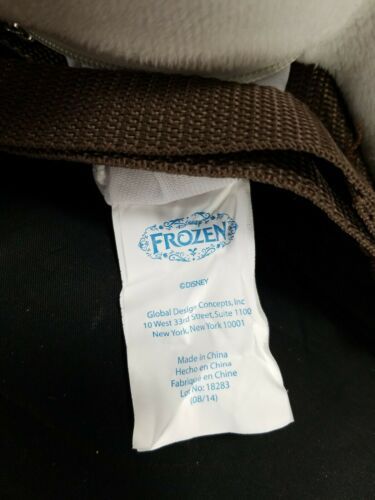 Disney
FROZEN
©DISNEY
Global Design Concepts, Inc
10 West 33rd Street, Suite 1100
New York, New York 10001
Made in China
Hecho en China
Fabriqué en Chine
Lot No: 18283
(08/14)